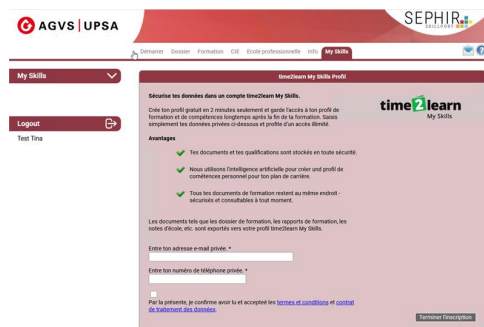 AGVS UPSA
SEPHIR
SKILLPORT
Démarrer Dossier Formation CIE Ecole professionnelle Info My Skills
My Skills
Logout
Test Tina
time2learn My Skills Profil
Sécurise tes données dans un compte time2learn My Skills.
Crée ton profil gratuit en 2 minutes seulement et garde l'accès à ton profil de
formation et de compétences longtemps après la fin de la formation. Saisis
simplement tes données privées ci-dessous et profite d'un accès illimité.
time2learn
My Skills
Avantages
Tes documents et tes qualifications sont stockés en toute sécurité.
Nous utilisons l'intelligence artificielle pour créer und profil de
cométences personnel pour ton plan de carrière.
Tous tes documents de formation restent au même endroit -
sécurisés et consultables à tout moment.
Les documents tels que les dossier de formation, les rapports de formation, les
notes d'école, etc. sont exportés vers votre profil time2learn My Skills.
Entre ton adresse e-mail privée. *
Entre ton numéro de téléphone privée. *
Par la présente, je confirme avoir lu et acceptéé les termes et conditions et contrat
de traitement des données.
Terminer l'inscription